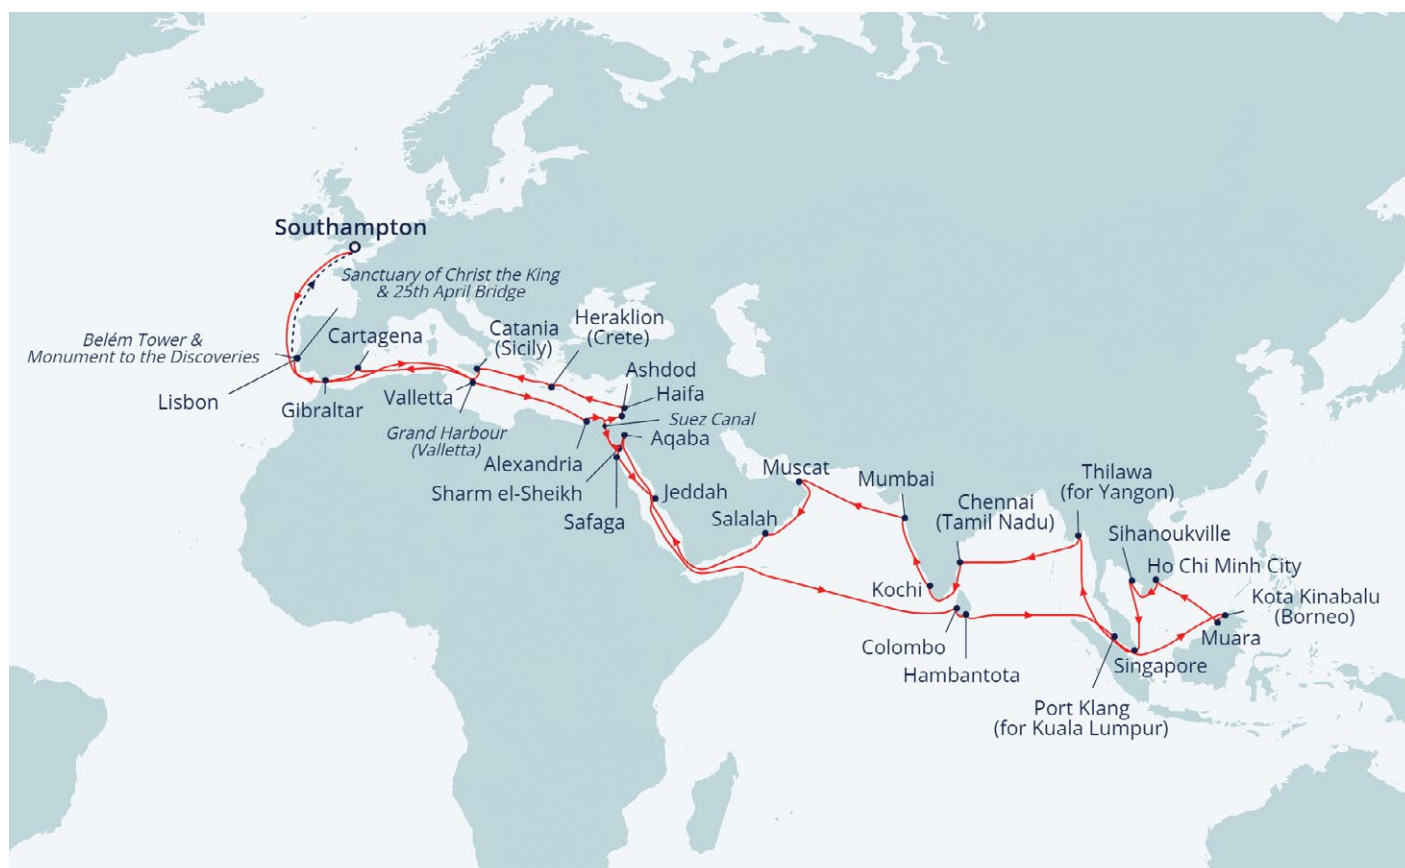 Southampton
Sanctuary of Christ the King
& 25th April Bridge
Belém Tower &
Monument to the Discoveries
Lisbon
Gibraltar
Cartagena
Valletta
Grand Harbour
(Valletta)
Catania
(Sicily)
Heraklion
(Crete)
Ashdod
Haifa
Suez Canal
Aqaba
Alexandria
Sharm el-Sheikh
Safaga
Jeddah
Salalah
Muscat
Mumbai
Kochi
Chennai
(Tamil Nadu)
Colombo
Hambantota
Thilawa
(for Yangon)
Sihanoukville
Ho Chi Minh City
Kota Kinabalu
(Borneo)
Muara
Singapore
Port Klang
(for Kuala Lumpur)